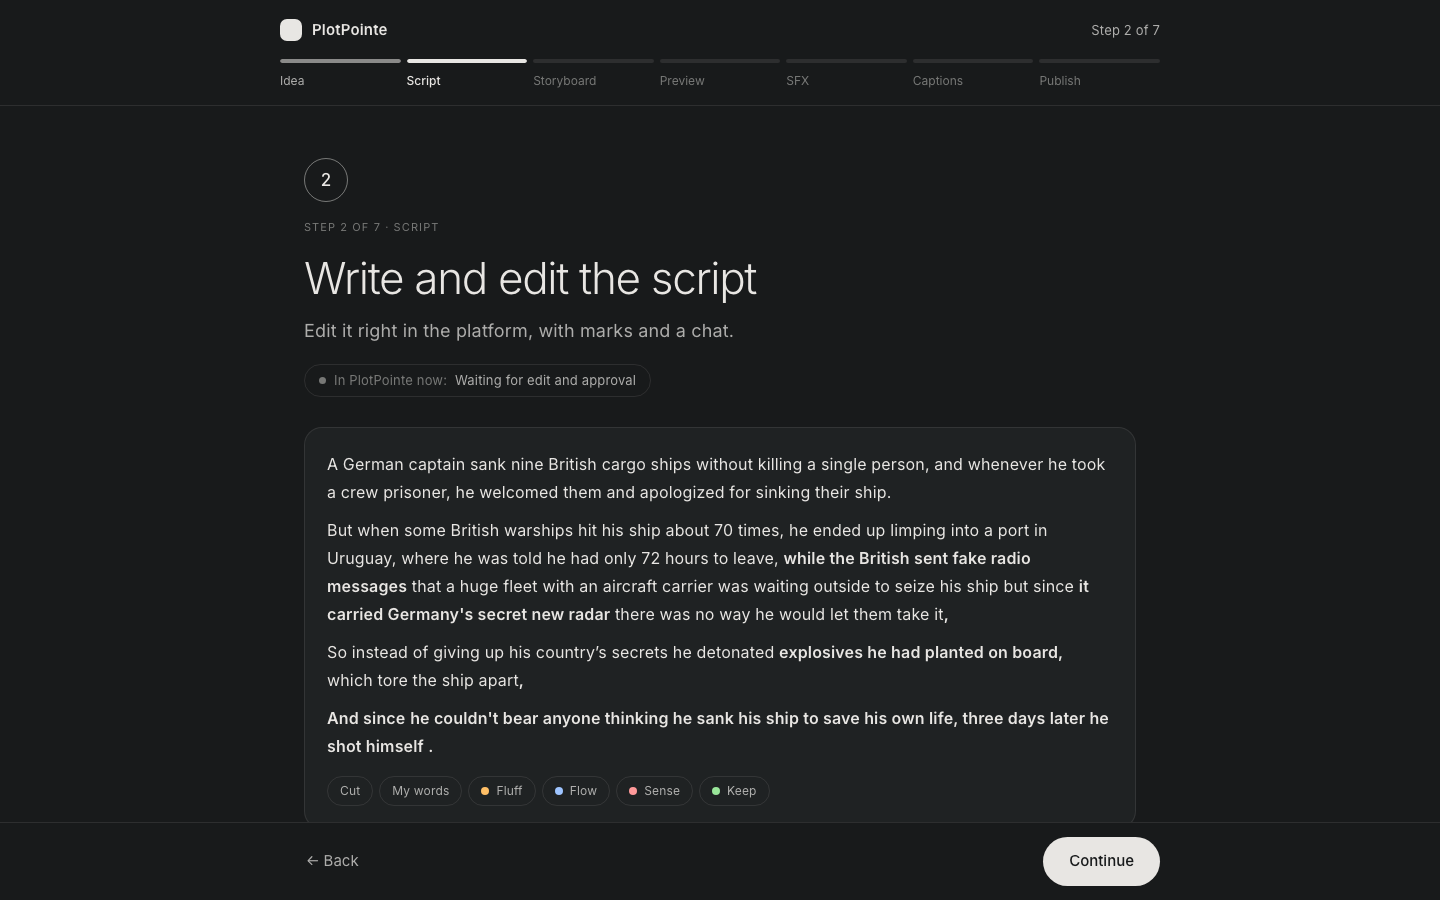 PlotPointe
Step 2 of 7
Idea
Script
Storyboard
Preview
SFX
Captions
Publish
2
STEP 2 OF 7 · SCRIPT
Write and edit the script
Edit it right in the platform, with marks and a chat.
In PlotPointe now: Waiting for edit and approval
A German captain sank nine British cargo ships without killing a single person, and whenever he took
a crew prisoner, he welcomed them and apologized for sinking their ship.
But when some British warships hit his ship about 70 times, he ended up limping into a port in
Uruguay, where he was told he had only 72 hours to leave, while the British sent fake radio
messages that a huge fleet with an aircraft carrier was waiting outside to seize his ship but since it
carried Germany's secret new radar there was no way he would let them take it,
So instead of giving up his country’s secrets he detonated explosives he had planted on board,
which tore the ship apart,
And since he couldn't bear anyone thinking he sank his ship to save his own life, three days later he
shot himself .
Cut
My words
Fluff
Flow
Sense
Keep
← Back
Continue